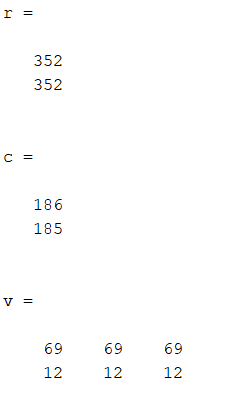 r =
352
352
c =
186
185
v =
69 69 69
12 12 12